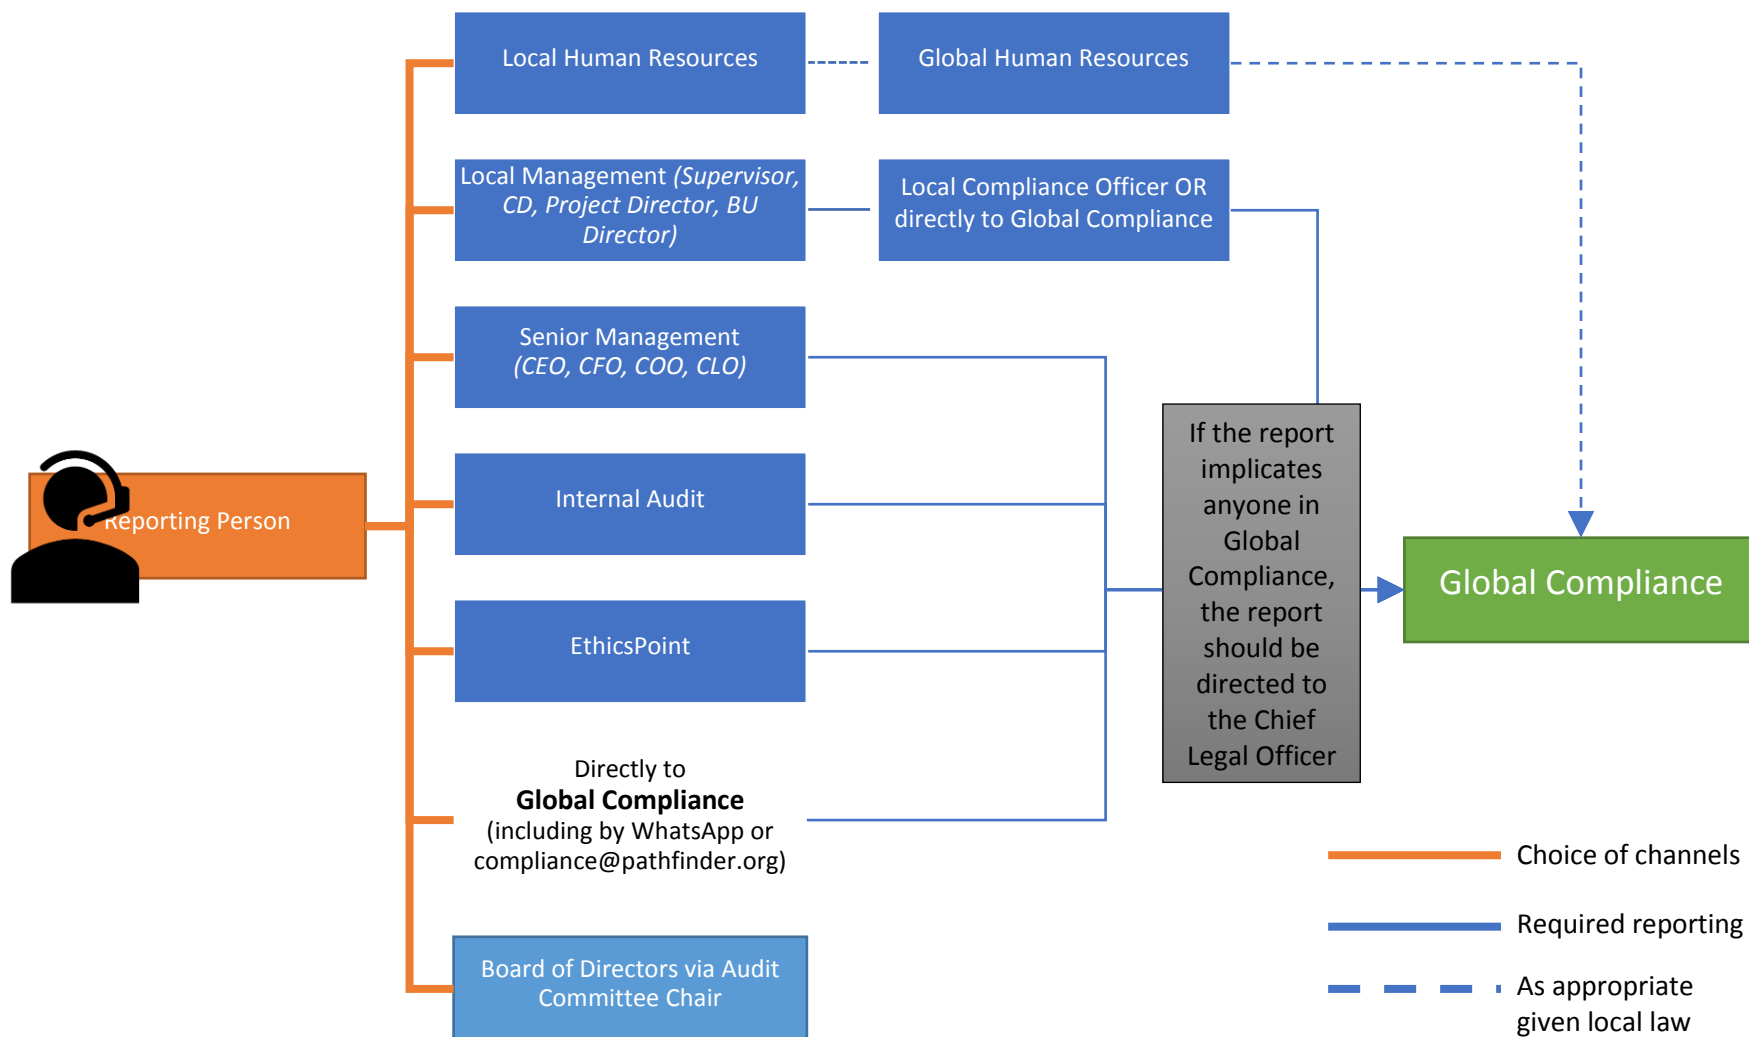 Local Human Resources
Global Human Resources
Local Management (Supervisor,
CD, Project Director, BU
Director)
Local Compliance Officer OR
directly to Global Compliance
Senior Management
(CEO, CFO, COO, CLO)
If the report
implicates
anyone in
Global
Compliance,
the report
should be
directed to
the Chief
Legal Officer
Reporting Person
Internal Audit
Global Compliance
EthicsPoint
Directly to
Global Compliance
(including by WhatsApp or
compliance@pathfinder.org)
Board of Directors via Audit
Committee Chair
Choice of channels
Required reporting
As appropriate
given local law